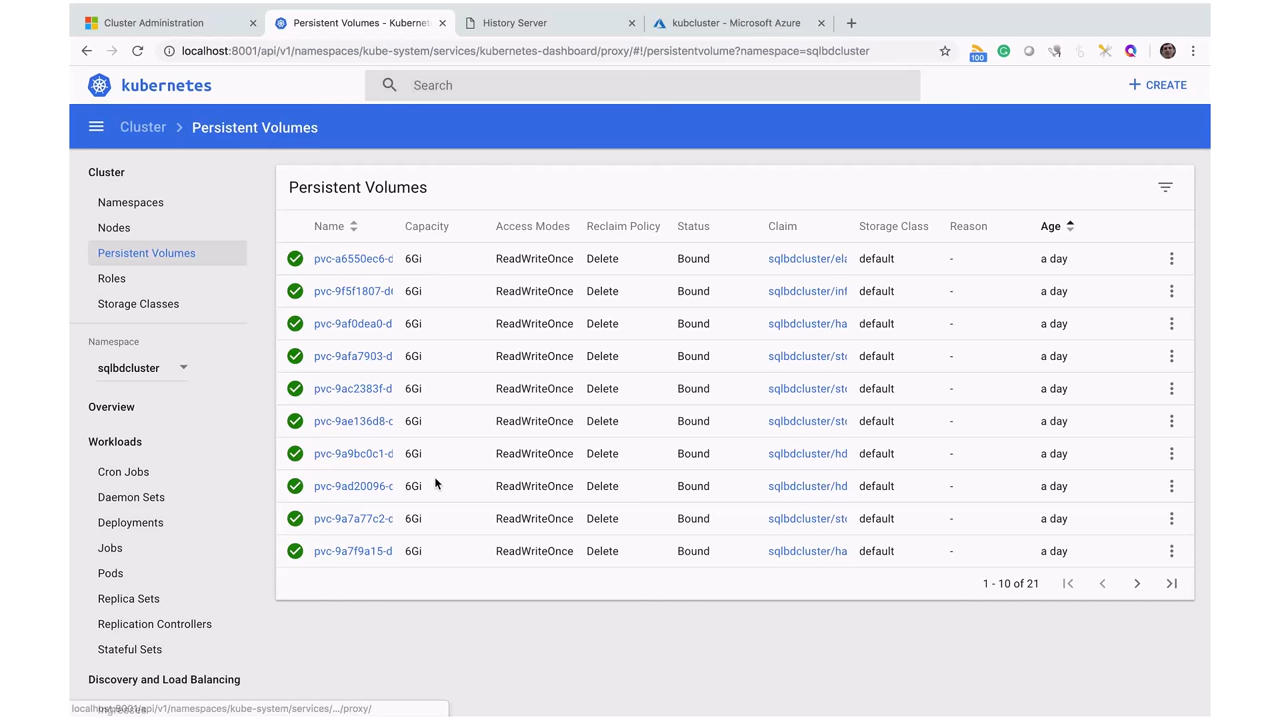 Cluster Administration
Persistent Volumes - Kubernet
History Server
kubcluster - Microsoft Azure
localhost:8001/api/v1/namespaces/kube-system/services/kubernetes-dashboard/proxy/#!/persistentvolume?namespace=sqlbdcluster
100
kubernetes
Search
CREATE
Cluster > Persistent Volumes
Cluster
Namespaces
Nodes
Persistent Volumes
Roles
Storage Classes
Namespace
sqlbdcluster
Overview
Workloads
Cron Jobs
Daemon Sets
Deployments
Jobs
Pods
Replica Sets
Replication Controllers
Stateful Sets
Discovery and Load Balancing
Ingresses
Persistent Volumes
Name Capacity Access Modes Reclaim Policy Status Claim Storage Class Reason Age
pvc-a6550ec6-d 6Gi ReadWriteOnce Delete Bound sqlbdcluster/ela default - a day
pvc-9f5f1807-d6 6Gi ReadWriteOnce Delete Bound sqlbdcluster/inf default - a day
pvc-9af0dea0-d 6Gi ReadWriteOnce Delete Bound sqlbdcluster/ha default - a day
pvc-9afa7903-d 6Gi ReadWriteOnce Delete Bound sqlbdcluster/sto default - a day
pvc-9ac2383f-d 6Gi ReadWriteOnce Delete Bound sqlbdcluster/sto default - a day
pvc-9ae136d8-d 6Gi ReadWriteOnce Delete Bound sqlbdcluster/sto default - a day
pvc-9a9bc0c1-d 6Gi ReadWriteOnce Delete Bound sqlbdcluster/hd default - a day
pvc-9ad20096-d 6Gi ReadWriteOnce Delete Bound sqlbdcluster/hd default - a day
pvc-9a7a77c2-d 6Gi ReadWriteOnce Delete Bound sqlbdcluster/sto default - a day
pvc-9a7f9a15-d 6Gi ReadWriteOnce Delete Bound sqlbdcluster/ha default - a day
1 - 10 of 21
localhost:8001/api/v1/namespaces/kube-system/services/.../proxy/